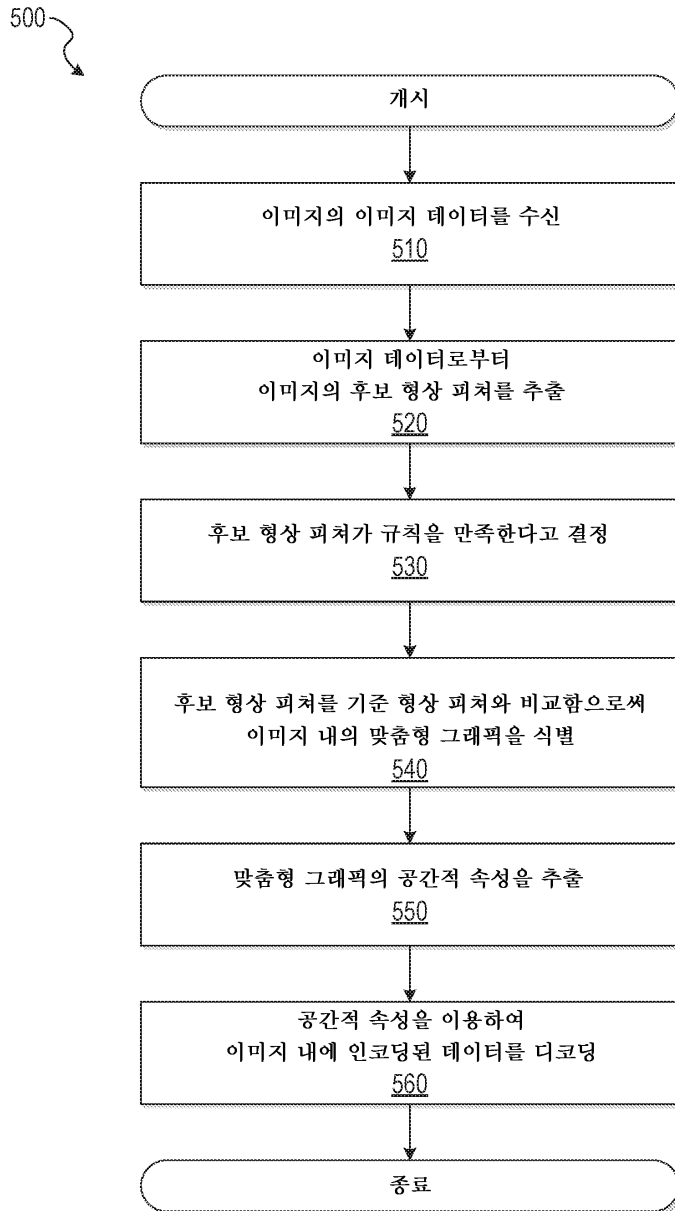 500
개시
이미지의 이미지 데이터를 수신
510
이미지 데이터로부터
이미지의 후보 형상 피쳐를 추출
520
후보 형상 피쳐가 규칙을 만족한다고 결정
530
후보 형상 피쳐를 기준 형상 피쳐와 비교함으로써
이미지 내의 맞춤형 그래픽을 식별
540
맞춤형 그래픽의 공간적 속성을 추출
550
공간적 속성을 이용하여
이미지 내에 인코딩된 데이터를 디코딩
560
종료